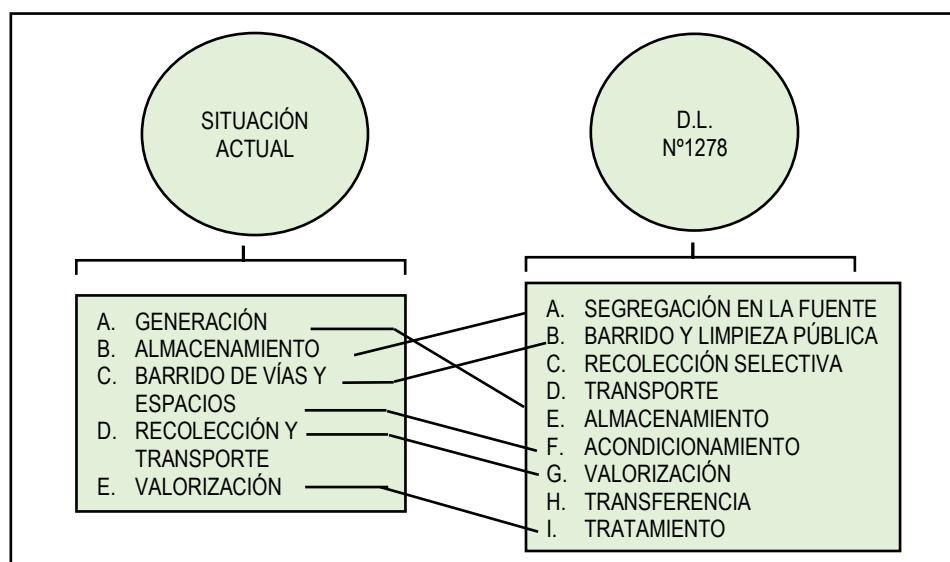 SITUACIÓN
ACTUAL
D.L.
Nº1278
A. GENERACIÓN
B. ALMACENAMIENTO
C. BARRIDO DE VÍAS Y
ESPACIOS
D. RECOLECCIÓN Y
TRANSPORTE
E. VALORIZACIÓN
A. SEGREGACIÓN EN LA FUENTE
B. BARRIDO Y LIMPIEZA PÚBLICA
C. RECOLECCIÓN SELECTIVA
D. TRANSPORTE
E. ALMACENAMIENTO
F. ACONDICIONAMIENTO
G. VALORIZACIÓN
H. TRANSFERENCIA
I. TRATAMIENTO